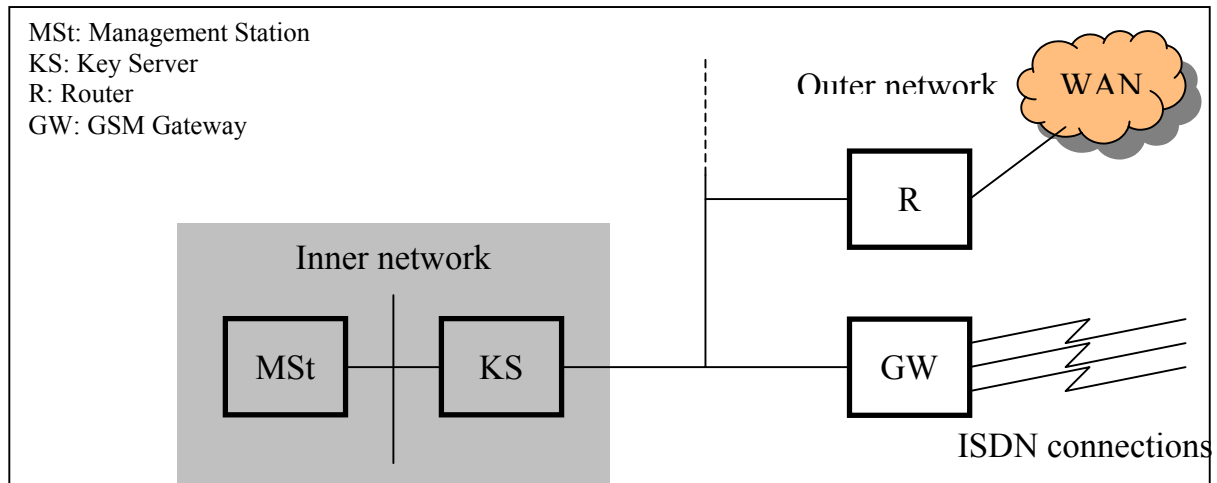 MSt: Management Station
KS: Key Server
R: Router
GW: GSM Gateway
Outer network
WAN
R
Inner network
MSt
KS
GW
ISDN connections